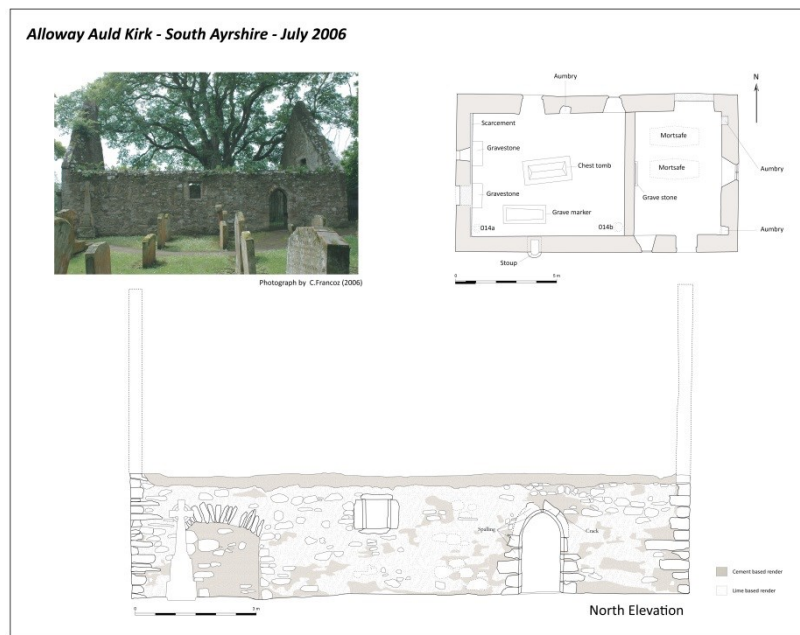 Alloway Auld Kirk - South Ayrshire - July 2006
Photograph by C.Francoz (2006)
Aumbry
N
Scarcement
Gravestone
Chest tomb
Mortsafe
Mortsafe
Aumbry
Gravestone
Grave marker
Grave stone
014a
014b
Aumbry
Stoup
0
5 m
Spalling
Crack
Cement based render
Lime based render
0
3 m
North Elevation